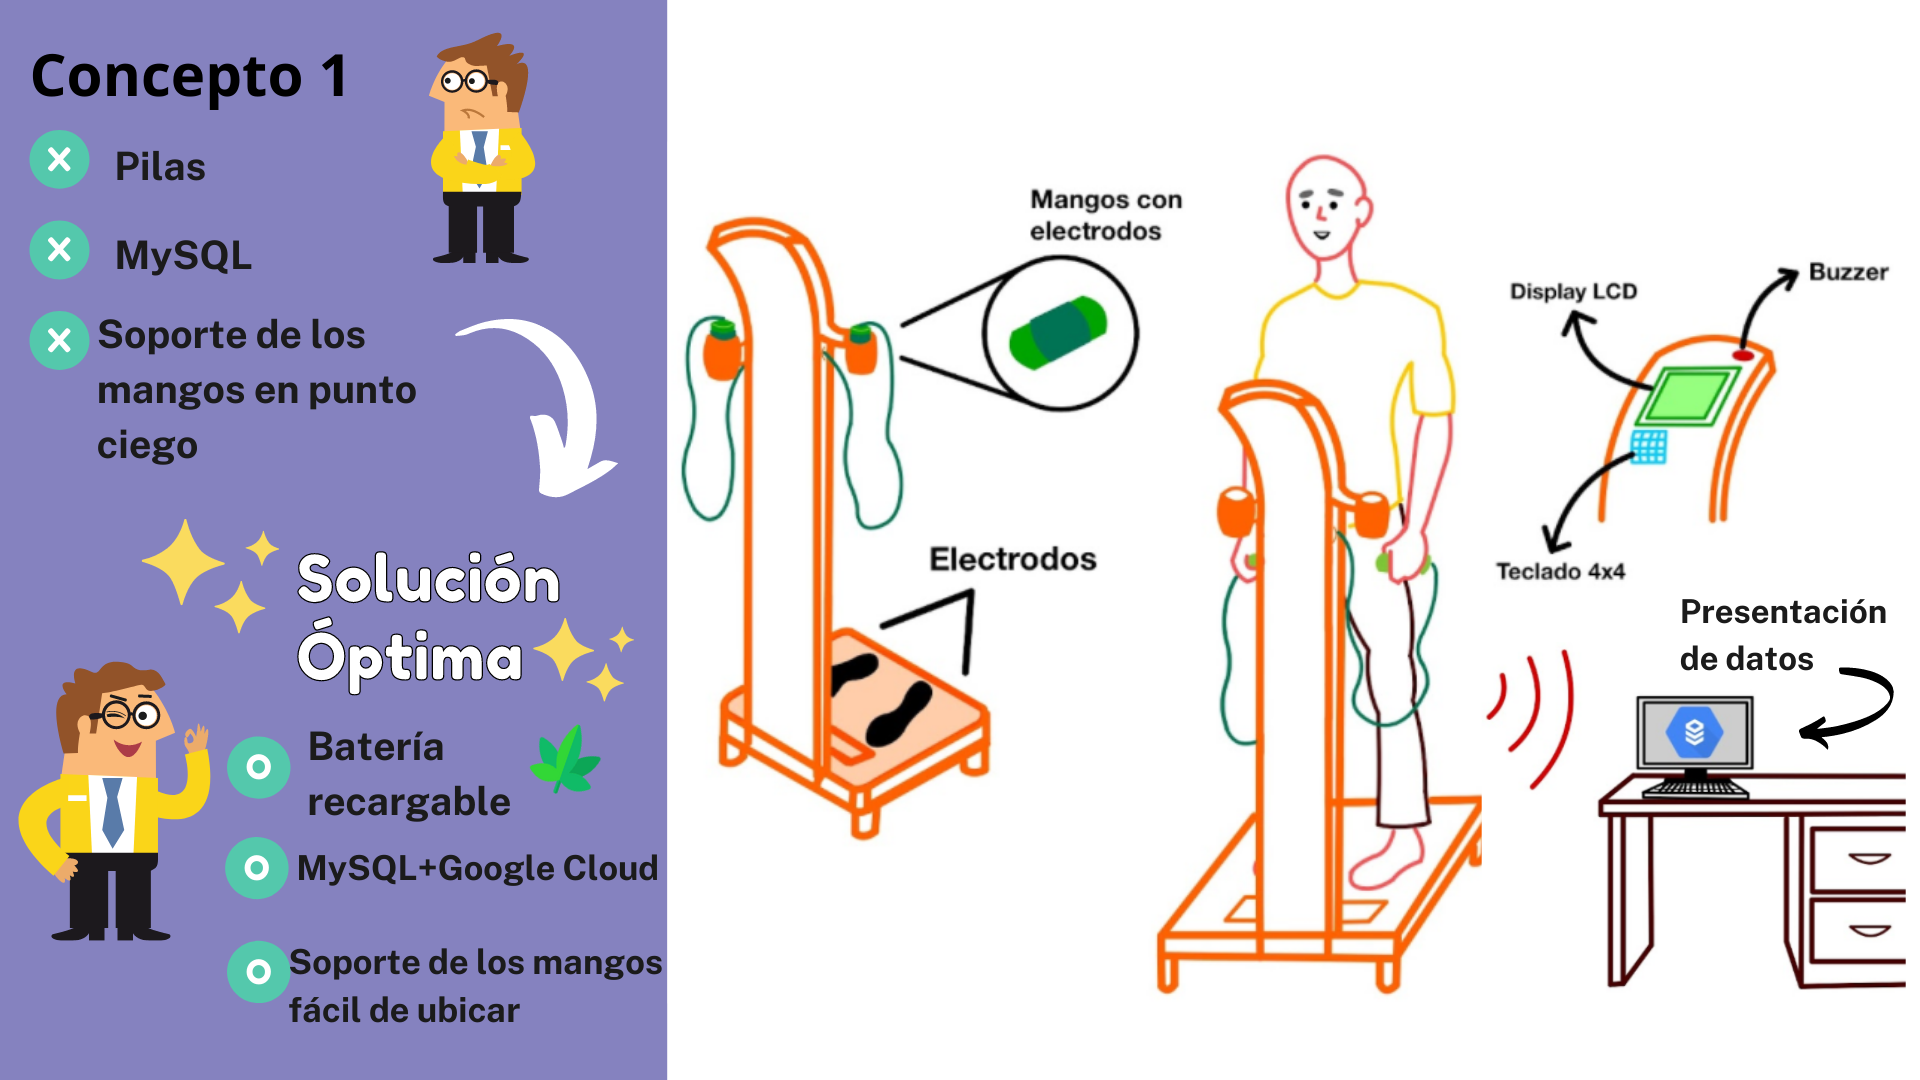 Concepto 1
Pilas
MySQL
Soporte de los
mangos en punto
ciego
Solución
Óptima
Batería
recargable
MySQL+Google Cloud
Soporte de los mangos
fácil de ubicar
Mangos con
electrodos
Electrodos
Display LCD
Buzzer
Teclado 4x4
Presentación
de datos